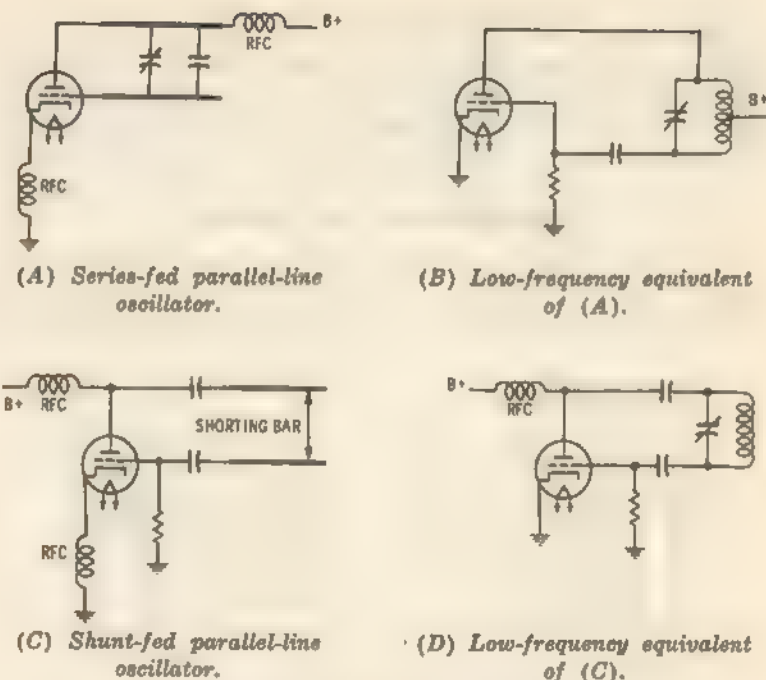 RFC
B+
RFC
(A) Series-fed parallel-line
oscillator.
B+
(B) Low-frequency equivalent
of (A).
B+
RFC
SHORTING BAR
RFC
(C) Shunt-fed parallel-line
oscillator.
B+
RFC
(D) Low-frequency equivalent
of (C).